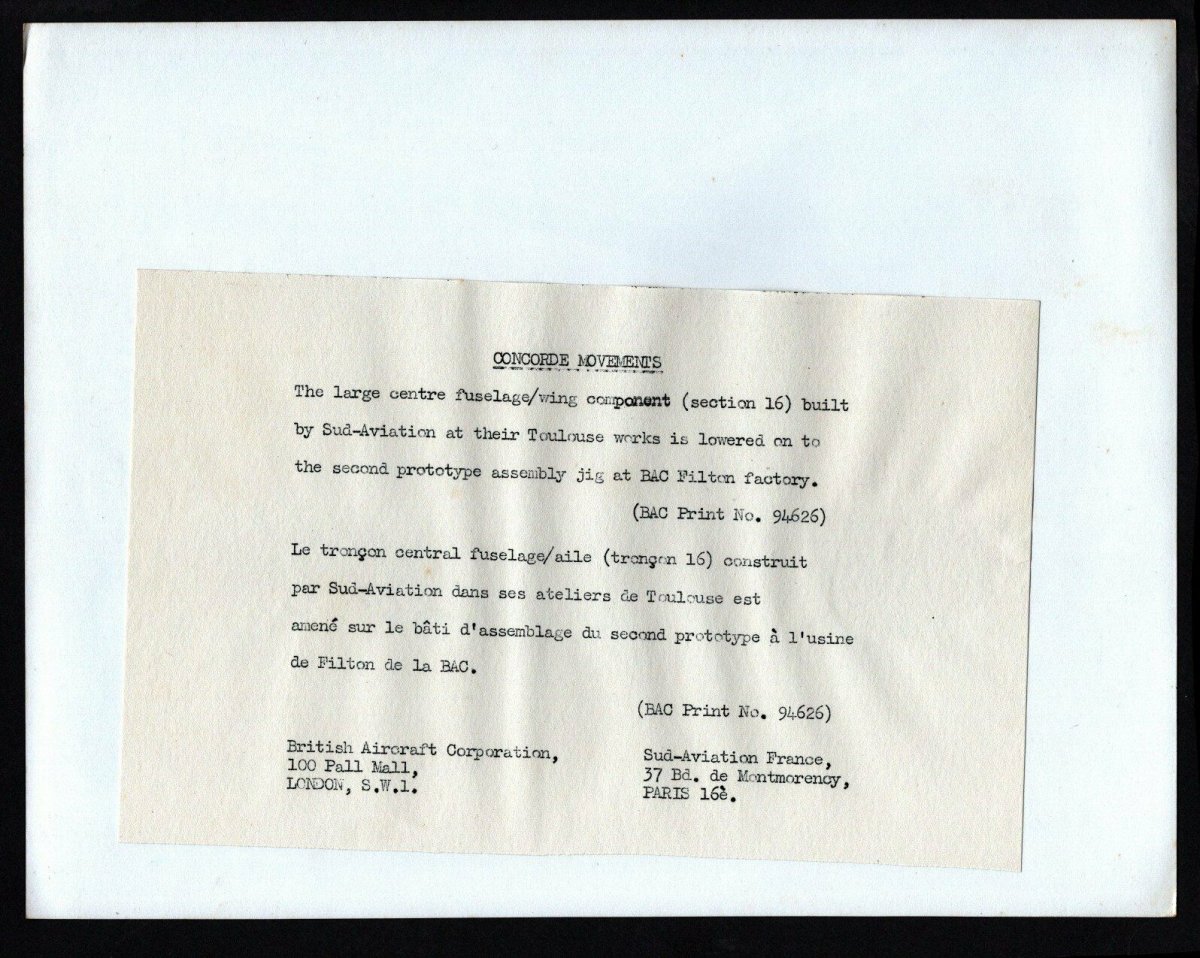 CONCORDE MOVEMENTS
The large centre fuselage/wing component (section 16) built
by Sud-Aviation at their Toulouse works is lowered on to
the second prototype assembly jig at BAC Filton factory.
(BAC Print No. 94626)
Le tronçon central fuselage/aile (tronçon 16) construit
par Sud-Aviation dans ses ateliers de Toulouse est
amené sur le bâti d'assemblage du second prototype à l'usine
de Filton de la BAC.
(BAC Print No. 94626)
British Aircraft Corporation,
100 Pall Mall,
LONDON, S.W.1.
Sud-Aviation France,
37 Bd. de Montmorency,
PARIS 16è.